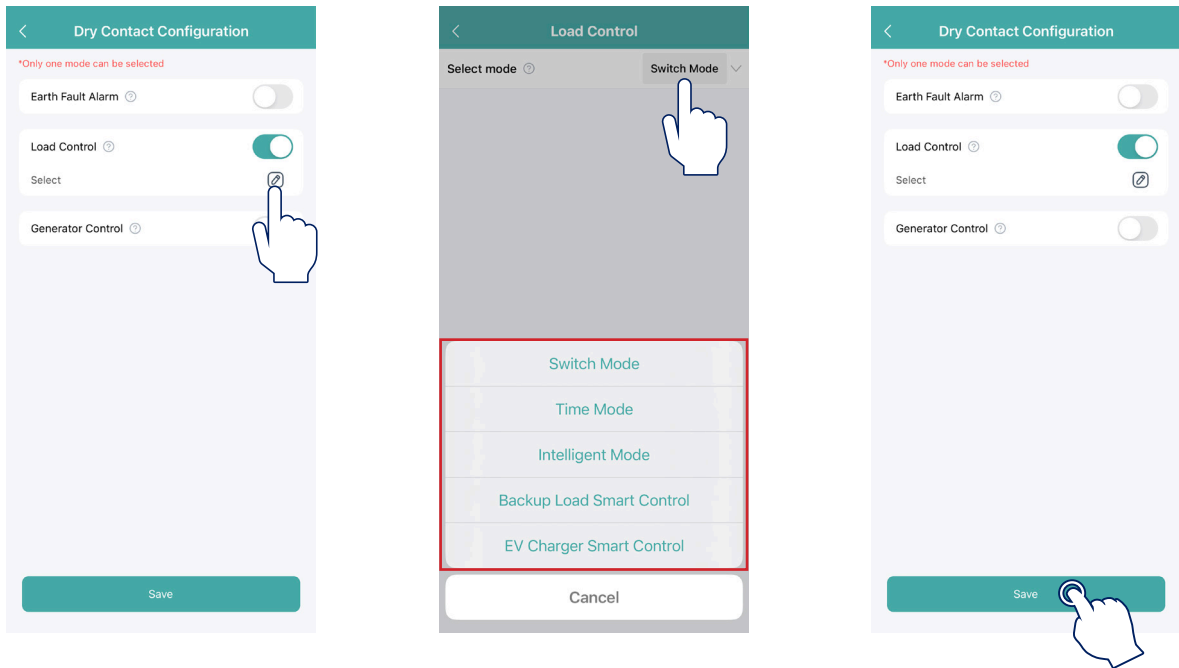 Dry Contact Configuration
*Only one mode can be selected
Earth Fault Alarm
Load Control
Select
Generator Control
Save
Load Control
Select mode Switch Mode
Switch Mode
Time Mode
Intelligent Mode
Backup Load Smart Control
EV Charger Smart Control
Cancel
Dry Contact Configuration
*Only one mode can be selected
Earth Fault Alarm
Load Control
Select
Generator Control
Save